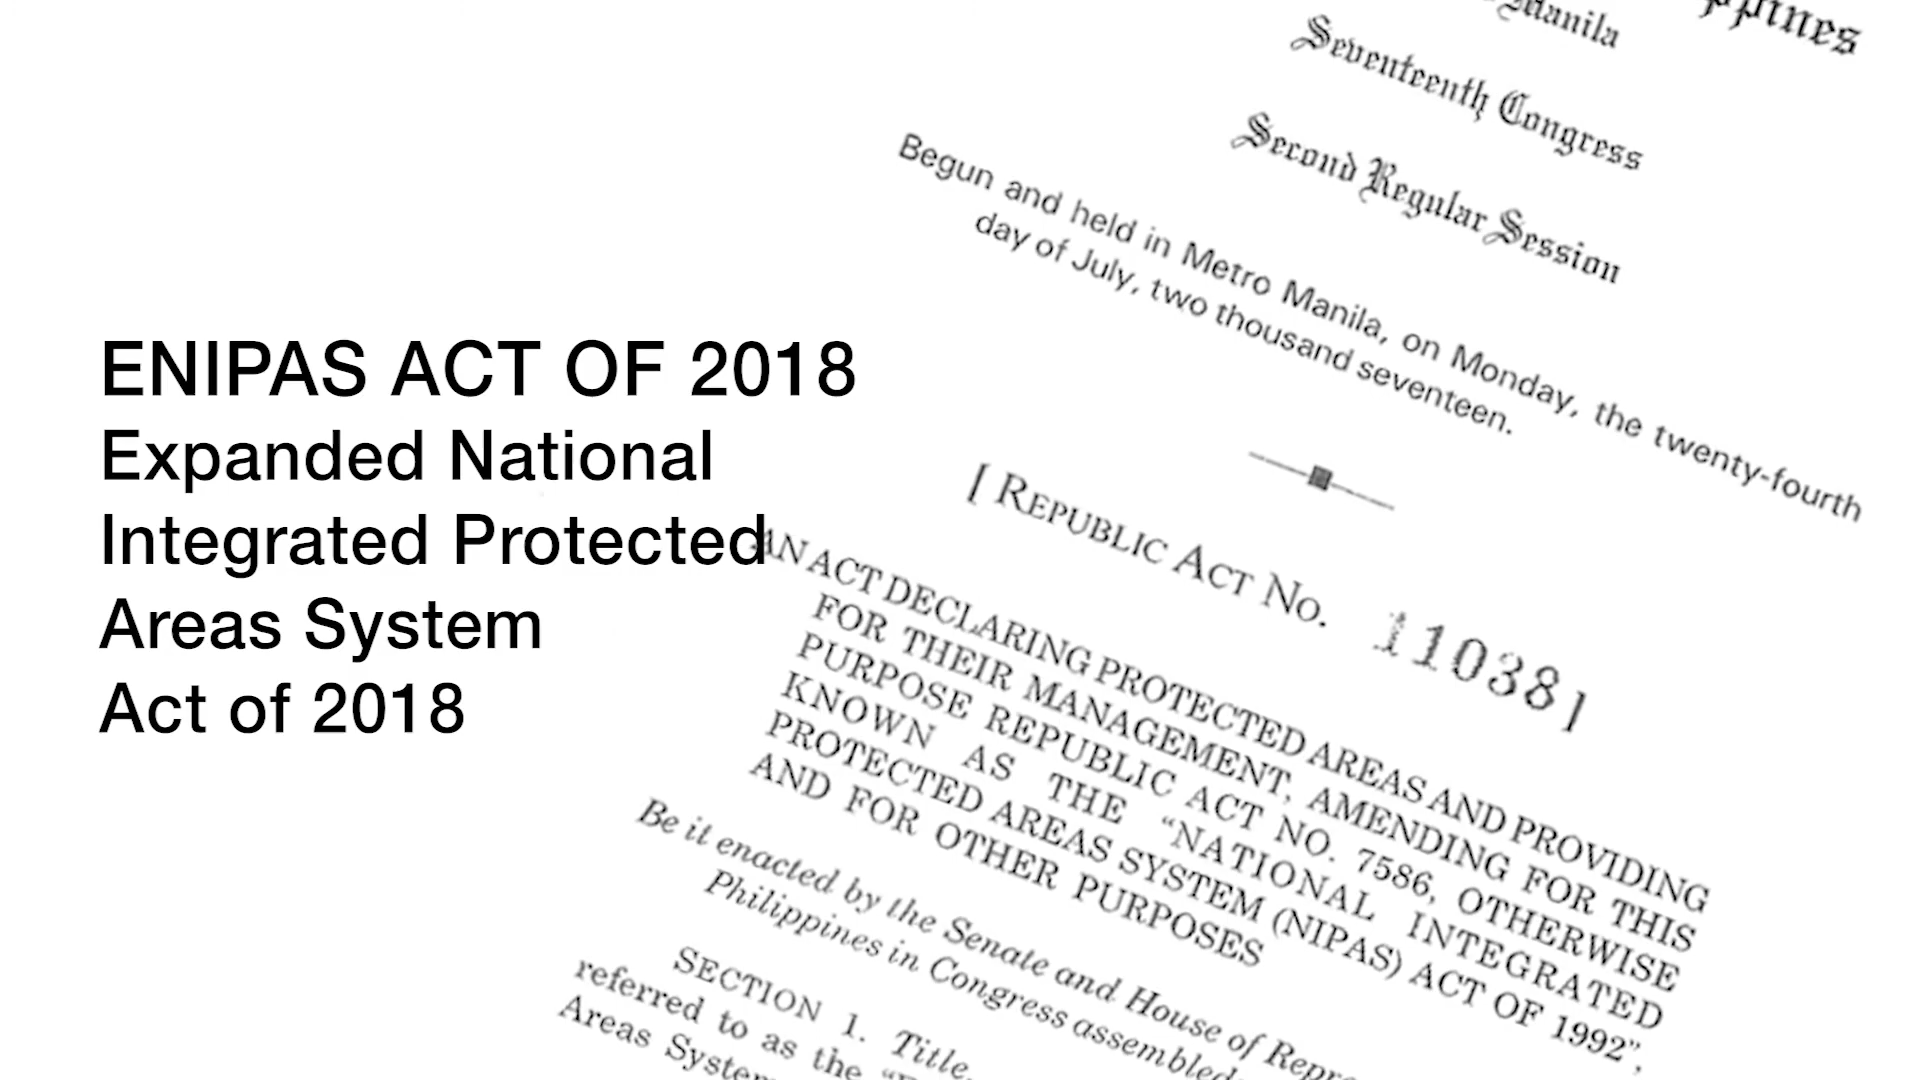 ENIPAS ACT OF 2018
Expanded National
Integrated Protected
Areas System
Act of 2018
Manila
Seventeenth Congress
Second Regular Session
Begun and held in Metro Manila, on Monday, the twenty-fourth
day of July, two thousand seventeen.
[ REPUBLIC ACT NO. 11038 ]
AN ACT DECLARING PROTECTED AREAS AND PROVIDING
FOR THEIR MANAGEMENT, AMENDING FOR THIS
PURPOSE REPUBLIC ACT NO. 7586, OTHERWISE
KNOWN AS THE “NATIONAL INTEGRATED
PROTECTED AREAS SYSTEM (NIPAS) ACT OF 1992”,
AND FOR OTHER PURPOSES
Be it enacted by the Senate and House of
Philippines in Congress assembled:
SECTION 1. Title.
referred to as the
Areas System